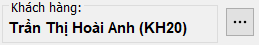 Khách hàng:
Trần Thị Hoài Anh (KH20)
...